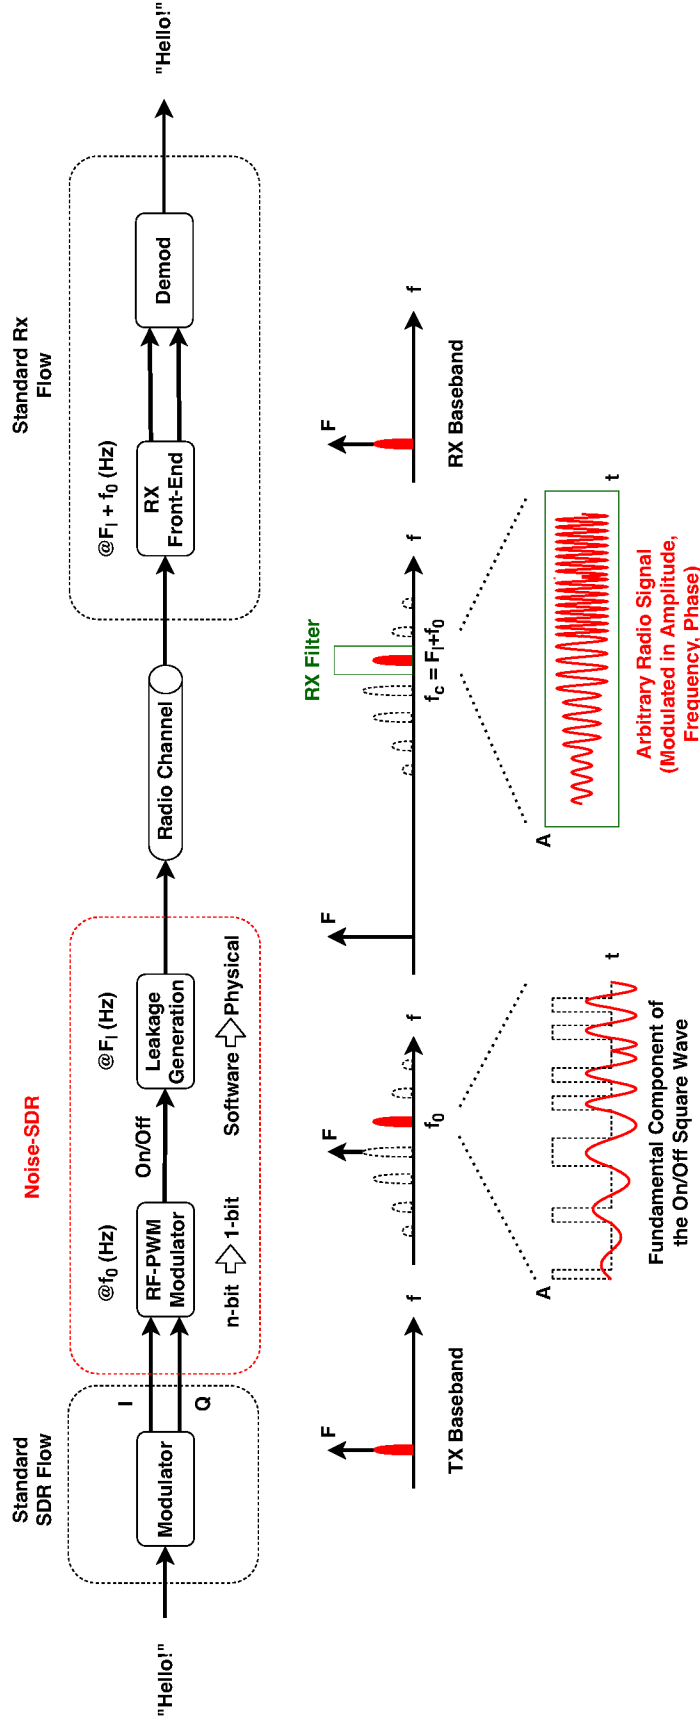 Standard
SDR Flow
Noise-SDR
Standard Rx
Flow
@f0 (Hz)
@Fl (Hz)
@Fl + f0 (Hz)
"Hello!"
Modulator
I
Q
RF-PWM
Modulator
On/Off
Leakage
Generation
Radio Channel
RX
Front-End
Demod
"Hello!"
n-bit
1-bit
Software
Physical
F
f
TX Baseband
F
f
f0
F
RX Filter
f
fc = Fl+f0
F
f
RX Baseband
A
t
Fundamental Component of
the On/Off Square Wave
A
t
Arbitrary Radio Signal
(Modulated in Amplitude,
Frequency, Phase)